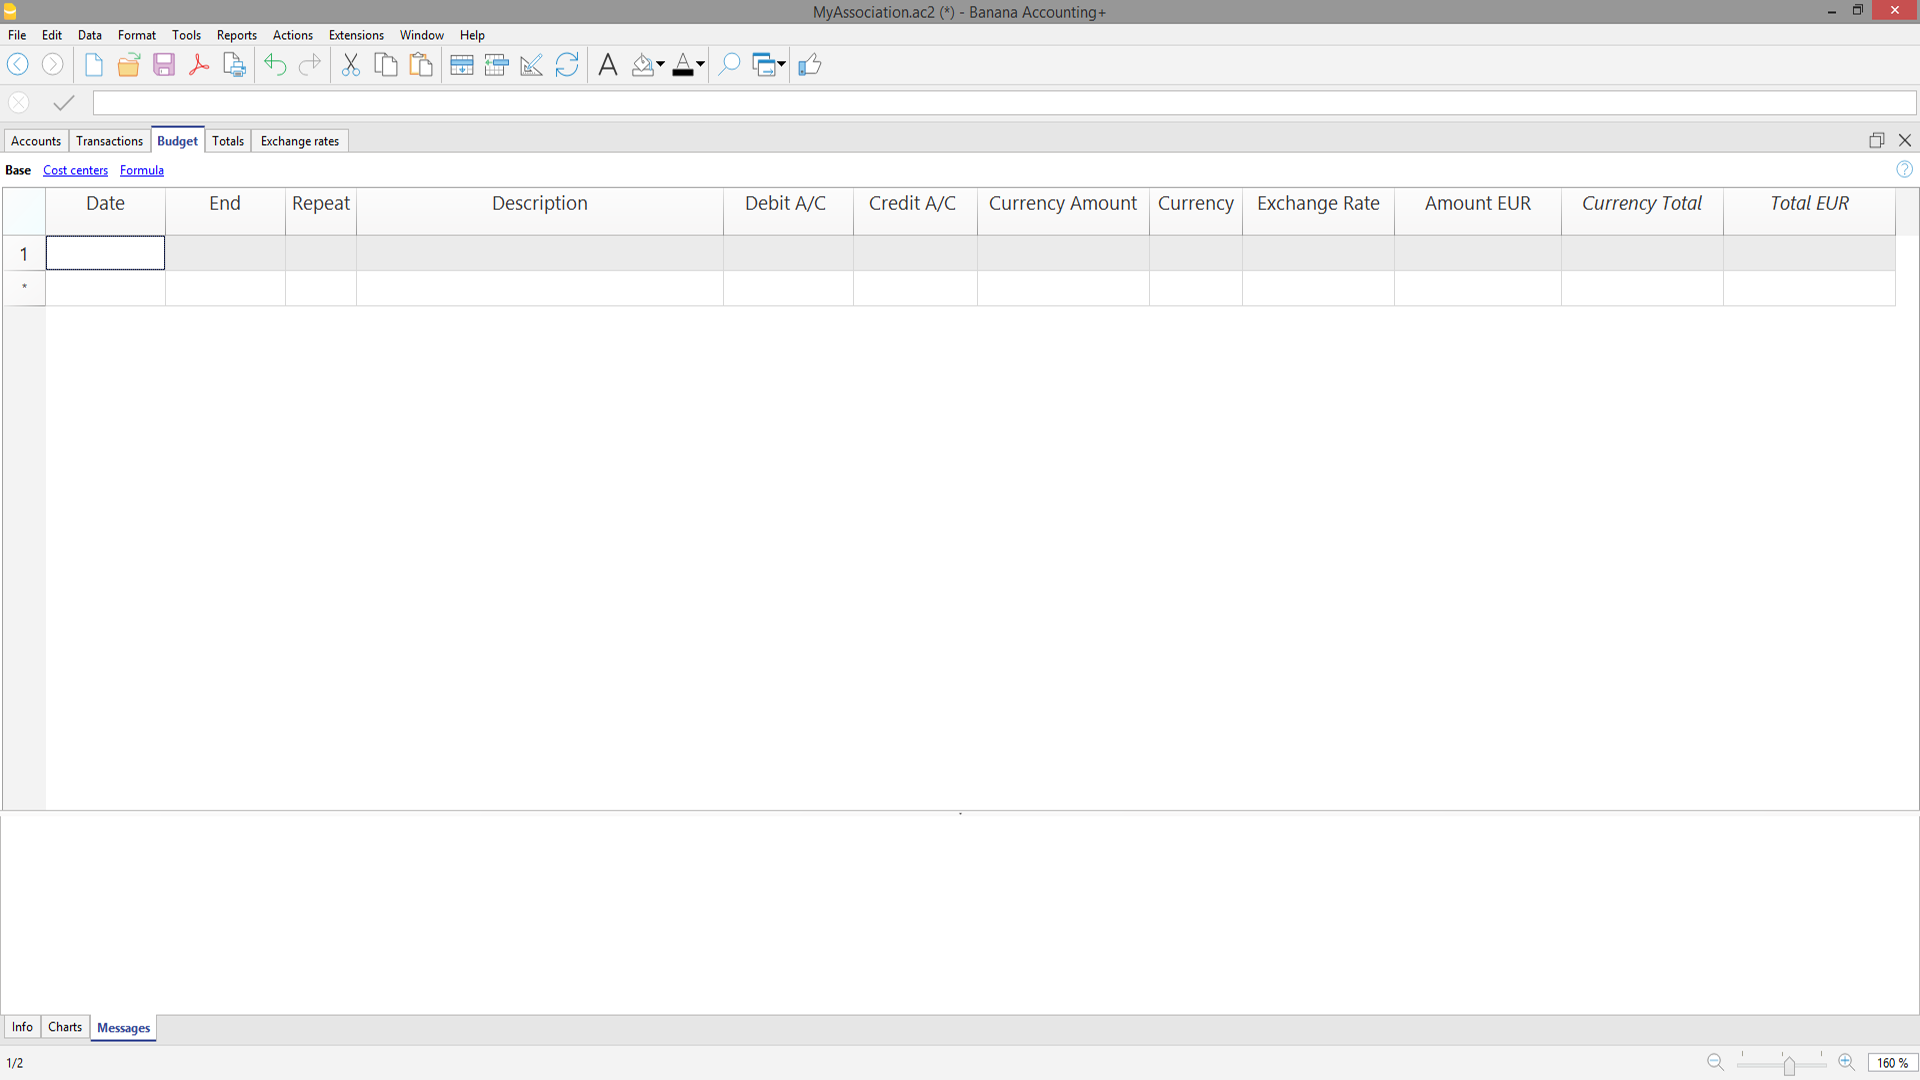 MyAssociation.ac2 (*) - Banana Accounting+
File Edit Data Format Tools Reports Actions Extensions Window Help
Accounts Transactions Budget Totals Exchange rates
Base Cost centers Formula
Date End Repeat Description Debit A/C Credit A/C Currency Amount Currency Exchange Rate Amount EUR Currency Total Total EUR
1
*
Info Charts Messages
1/2 160 %